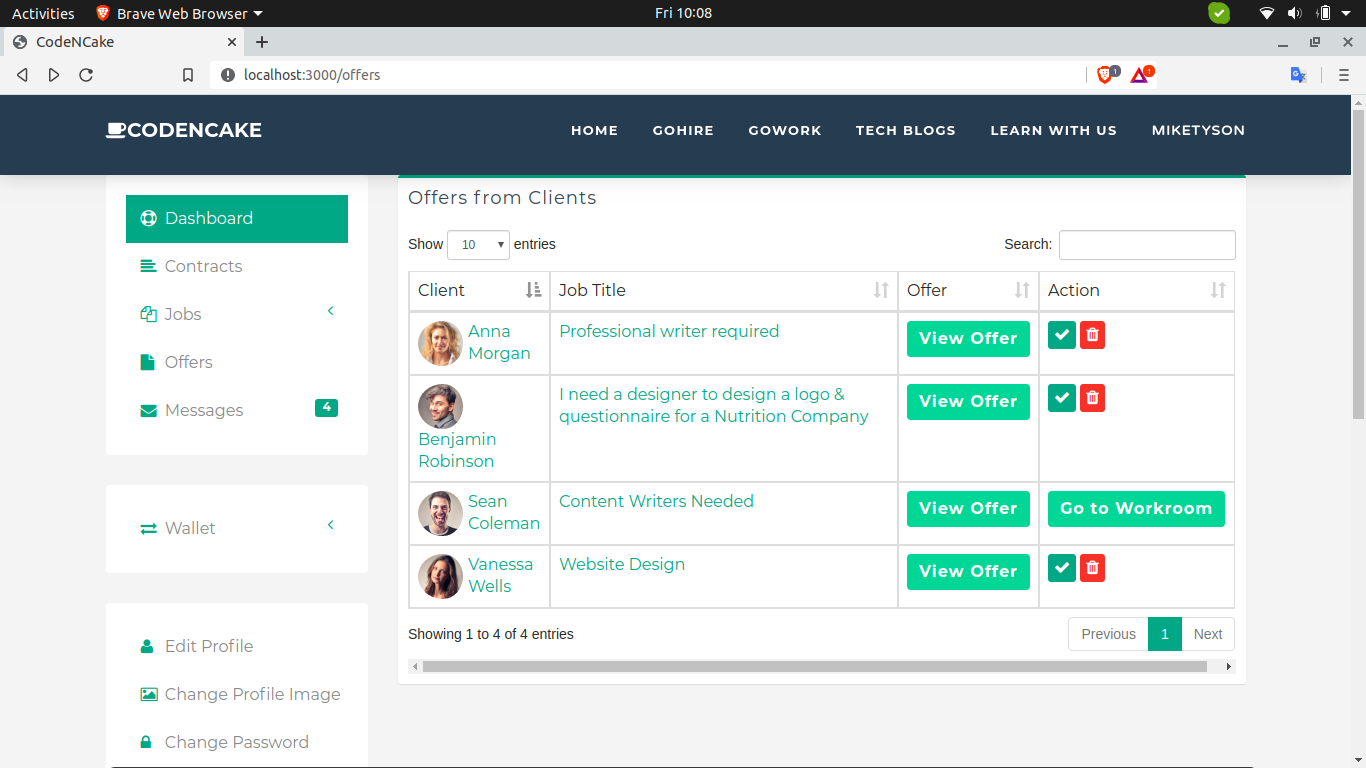 Activities Brave Web Browser Fri 10:08
CodeNCake
localhost:3000/offers 1 1
CODENCAKE HOME GOHIRE GOWORK TECH BLOGS LEARN WITH US MIKETYSON
Dashboard
Contracts
Jobs
Offers
Messages 4
Wallet
Edit Profile
Change Profile Image
Change Password
Offers from Clients
Show 10 entries Search:
Client Job Title Offer Action
Anna Professional writer required View Offer
Morgan
I need a designer to design a logo & View Offer
questionnaire for a Nutrition Company
Benjamin
Robinson
Sean Content Writers Needed View Offer Go to Workroom
Coleman
Vanessa Website Design View Offer
Wells
Showing 1 to 4 of 4 entries Previous 1 Next